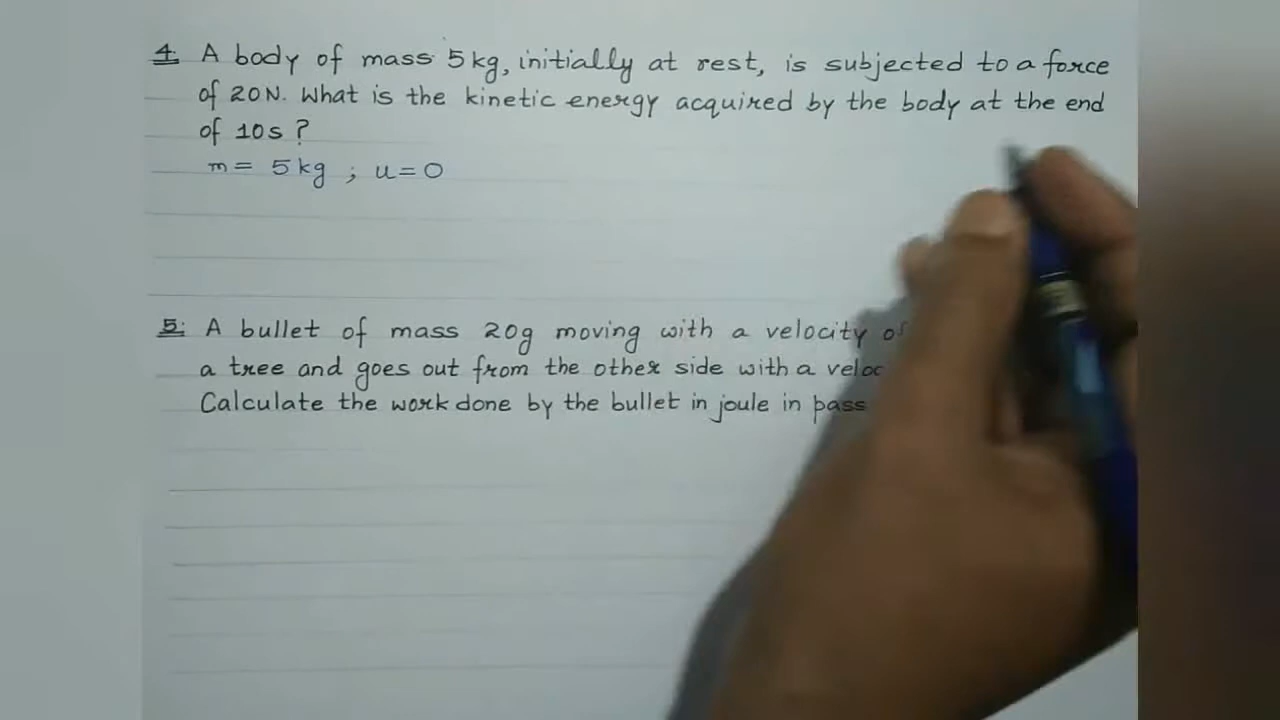 4. A body of mass 5kg, initially at rest, is subjected to a force
of 20N. What is the kinetic energy acquired by the body at the end
of 10s ?
m = 5kg ; u = 0
5. A bullet of mass 20g moving with a velocity of
a tree and goes out from the other side with a
Calculate the work done by the bullet in joule in